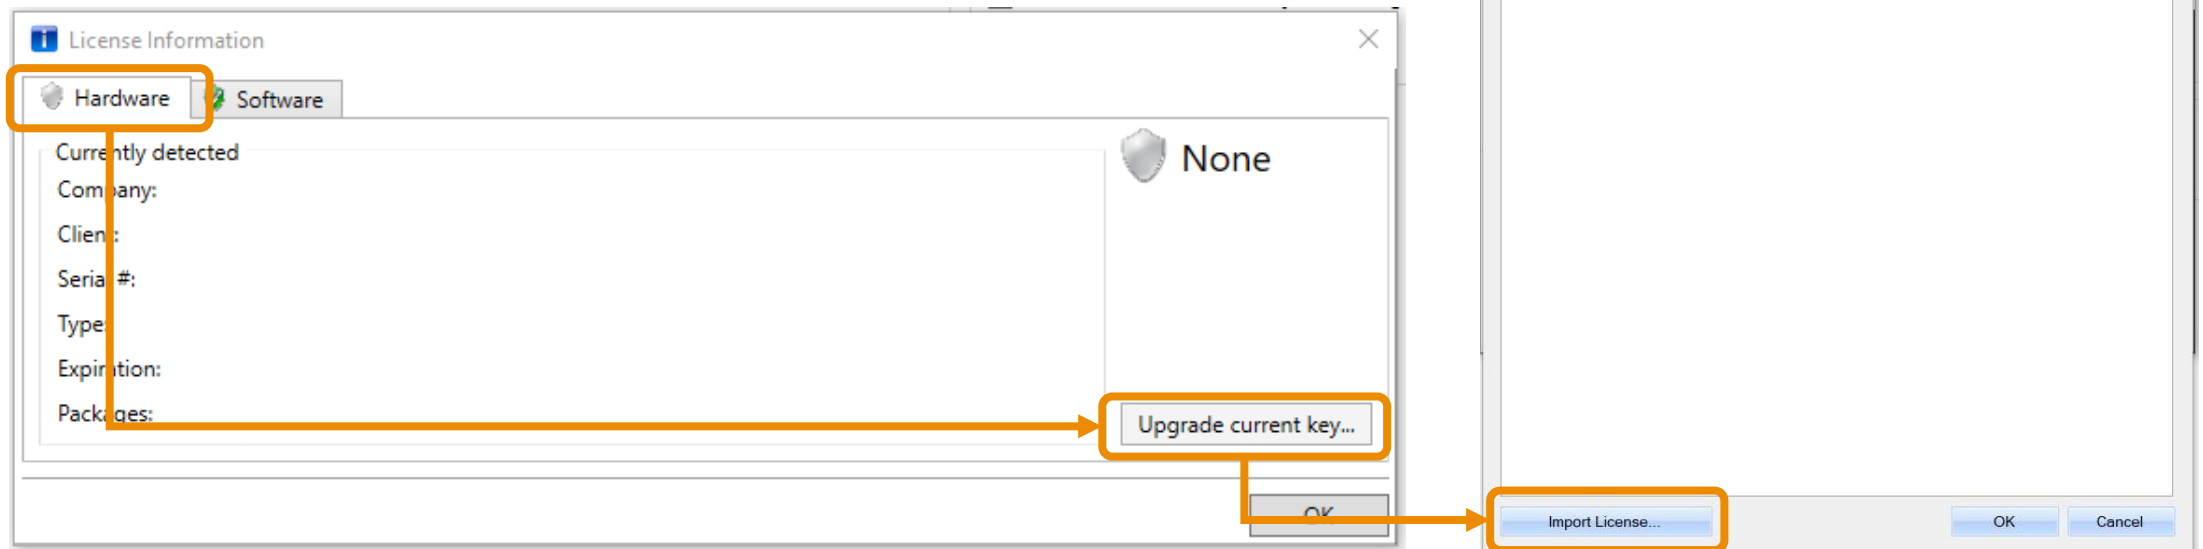 License Information
Hardware
Software
Currently detected
None
Company:
Client:
Serial #:
Type:
Expiration:
Packages:
Upgrade current key...
OK
Import License...
OK
Cancel